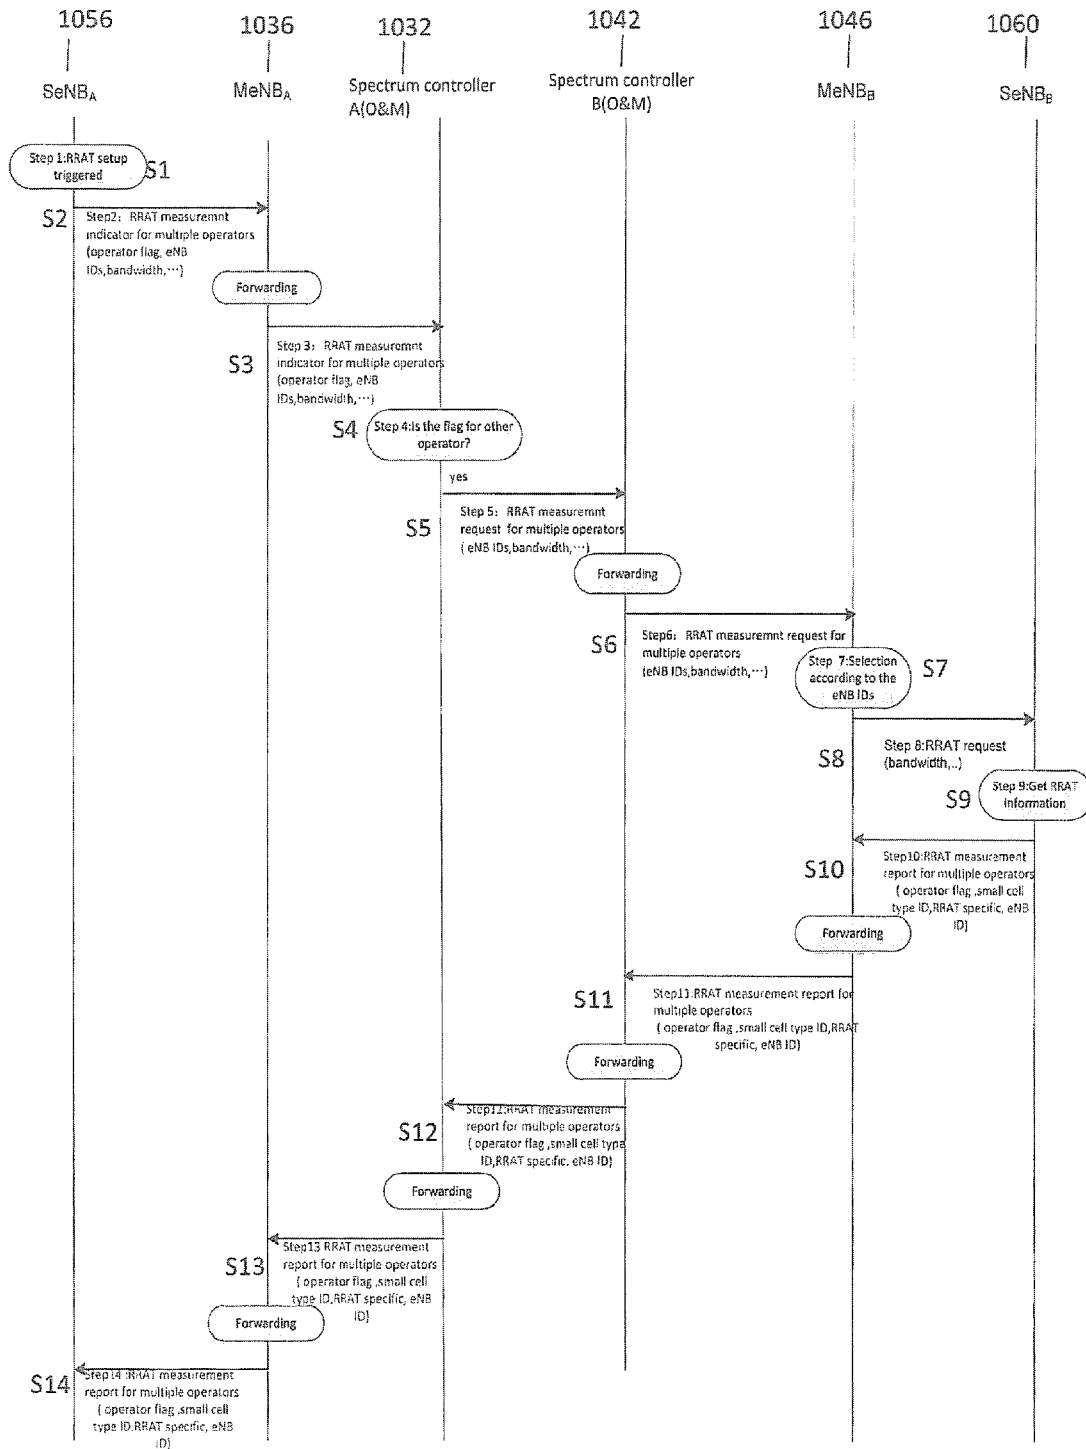 1056
1036
1032
1042
1046
1060
SeNBA
MeNBA
Spectrum controller
A(O&M)
Spectrum controller
B(O&M)
MeNBB
SeNBB
Step 1:RRAT setup
triggered
S1
S2
Step2: RRAT measuremnt
indicator for multiple operators
(operator flag, eNB
IDs,bandwidth,···)
Forwarding
S3
Step 3: RRAT measuremnt
indicator for multiple operators
(operator flag, eNB
IDs,bandwidth,···)
S4
Step 4:Is the flag for other
operator?
yes
S5
Step 5: RRAT measuremnt
request for multiple operators
( eNB IDs,bandwidth,···)
Forwarding
S6
Step6: RRAT measuremnt request for
multiple operators
(eNB IDs,bandwidth,···)
Step 7:Selection
according to the
eNB IDs
S7
S8
Step 8:RRAT request
(bandwidth,..)
S9
Step 9:Get RRAT
information
S10
Step10:RRAT measurement
report for multiple operators
( operator flag ,small cell
type ID,RRAT specific, eNB
ID)
Forwarding
S11
Step11:RRAT measurement report for
multiple operators
( operator flag ,small cell type ID,RRAT
specific, eNB ID)
Forwarding
S12
Step12:RRAT measurement
report for multiple operators
( operator flag ,small cell type
ID,RRAT specific, eNB ID)
Forwarding
S13
Step13 RRAT measurement
report for multiple operators
( operator flag ,small cell
type ID,RRAT specific, eNB
ID)
Forwarding
S14
Step14 :RRAT measurement
report for multiple operators
( operator flag ,small cell
type ID,RRAT specific, eNB
ID)